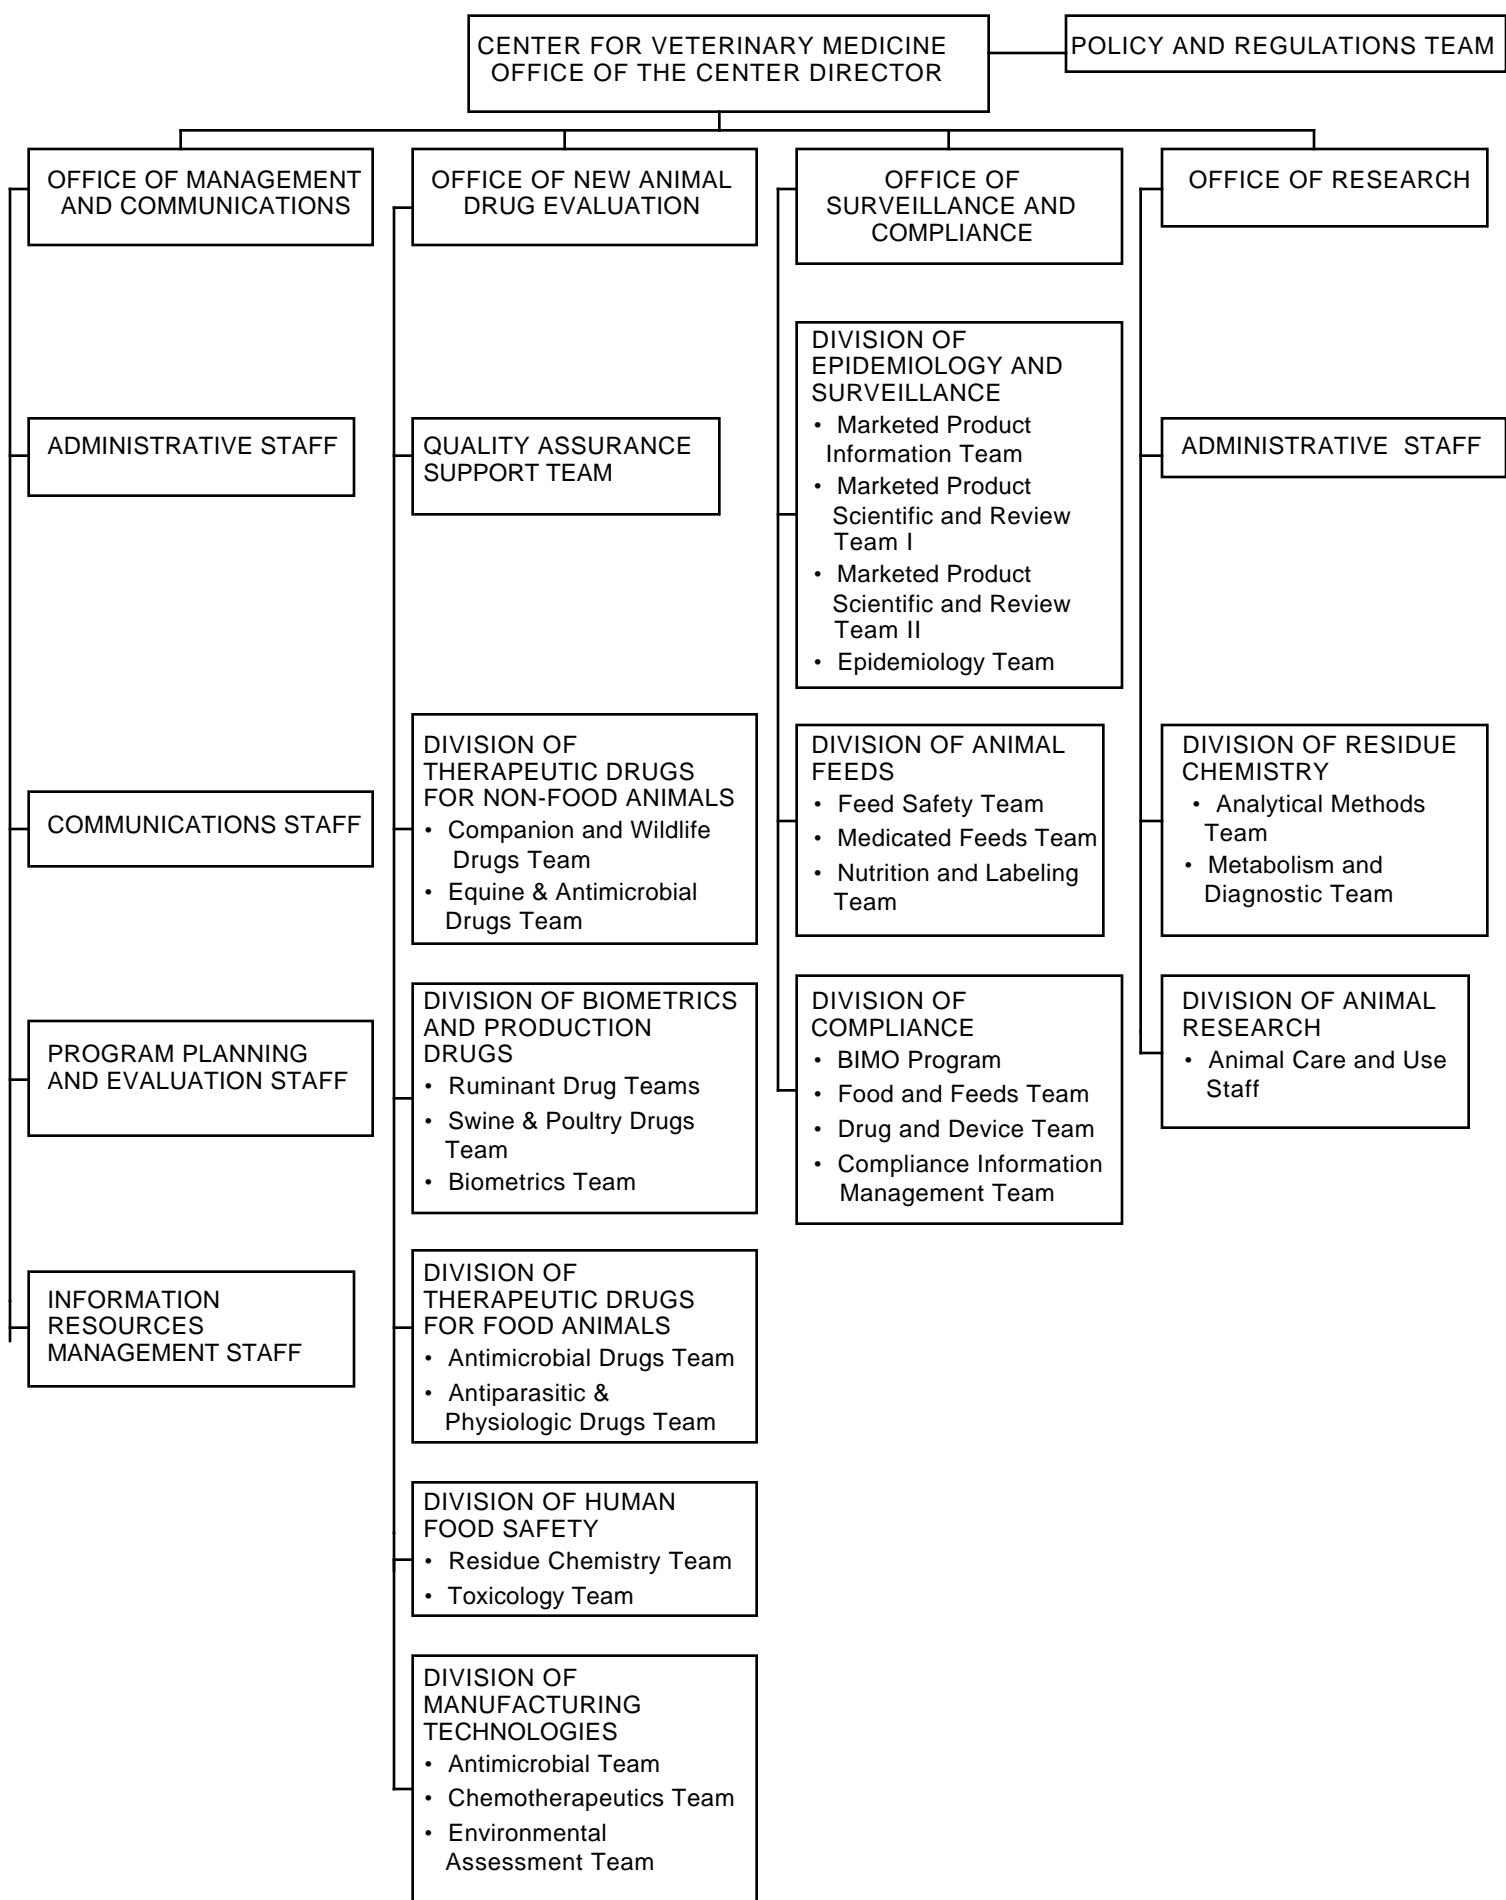 CENTER FOR VETERINARY MEDICINE
OFFICE OF THE CENTER DIRECTOR
POLICY AND REGULATIONS TEAM
OFFICE OF MANAGEMENT
AND COMMUNICATIONS
ADMINISTRATIVE STAFF
COMMUNICATIONS STAFF
PROGRAM PLANNING
AND EVALUATION STAFF
INFORMATION
RESOURCES
MANAGEMENT STAFF
OFFICE OF NEW ANIMAL
DRUG EVALUATION
QUALITY ASSURANCE
SUPPORT TEAM
DIVISION OF
THERAPEUTIC DRUGS
FOR NON-FOOD ANIMALS
• Companion and Wildlife
Drugs Team
• Equine & Antimicrobial
Drugs Team
DIVISION OF BIOMETRICS
AND PRODUCTION
DRUGS
• Ruminant Drug Teams
• Swine & Poultry Drugs
Team
• Biometrics Team
DIVISION OF
THERAPEUTIC DRUGS
FOR FOOD ANIMALS
• Antimicrobial Drugs Team
• Antiparasitic &
Physiologic Drugs Team
DIVISION OF HUMAN
FOOD SAFETY
• Residue Chemistry Team
• Toxicology Team
DIVISION OF
MANUFACTURING
TECHNOLOGIES
• Antimicrobial Team
• Chemotherapeutics Team
• Environmental
Assessment Team
OFFICE OF
SURVEILLANCE AND
COMPLIANCE
DIVISION OF
EPIDEMIOLOGY AND
SURVEILLANCE
• Marketed Product
Information Team
• Marketed Product
Scientific and Review
Team I
• Marketed Product
Scientific and Review
Team II
• Epidemiology Team
DIVISION OF ANIMAL
FEEDS
• Feed Safety Team
• Medicated Feeds Team
• Nutrition and Labeling
Team
DIVISION OF
COMPLIANCE
• BIMO Program
• Food and Feeds Team
• Drug and Device Team
• Compliance Information
Management Team
OFFICE OF RESEARCH
ADMINISTRATIVE STAFF
DIVISION OF RESIDUE
CHEMISTRY
• Analytical Methods
Team
• Metabolism and
Diagnostic Team
DIVISION OF ANIMAL
RESEARCH
• Animal Care and Use
Staff